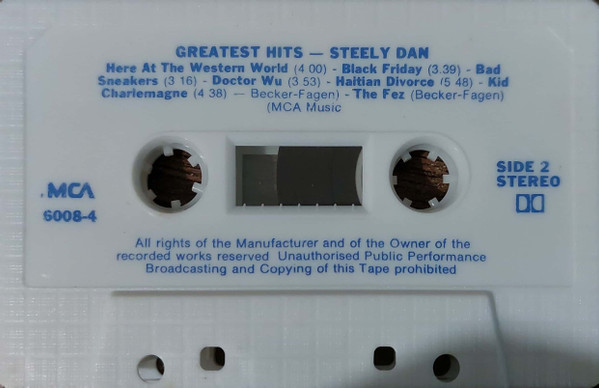 GREATEST HITS — STEELY DAN
Here At The Western World (4 00) - Black Friday (3.39) - Bad
Sneakers (3 16) - Doctor Wu (3.53) - Haitian Divorce (5 48) - Kid
Charlemagne (4 38) — Becker-Fagen) - The Fez (Becker-Fagen)
(MCA Music
MCA
6008-4
SIDE 2
STEREO
All rights of the Manufacturer and of the Owner of the
recorded works reserved Unauthorised Public Performance
Broadcasting and Copying of this Tape prohibited